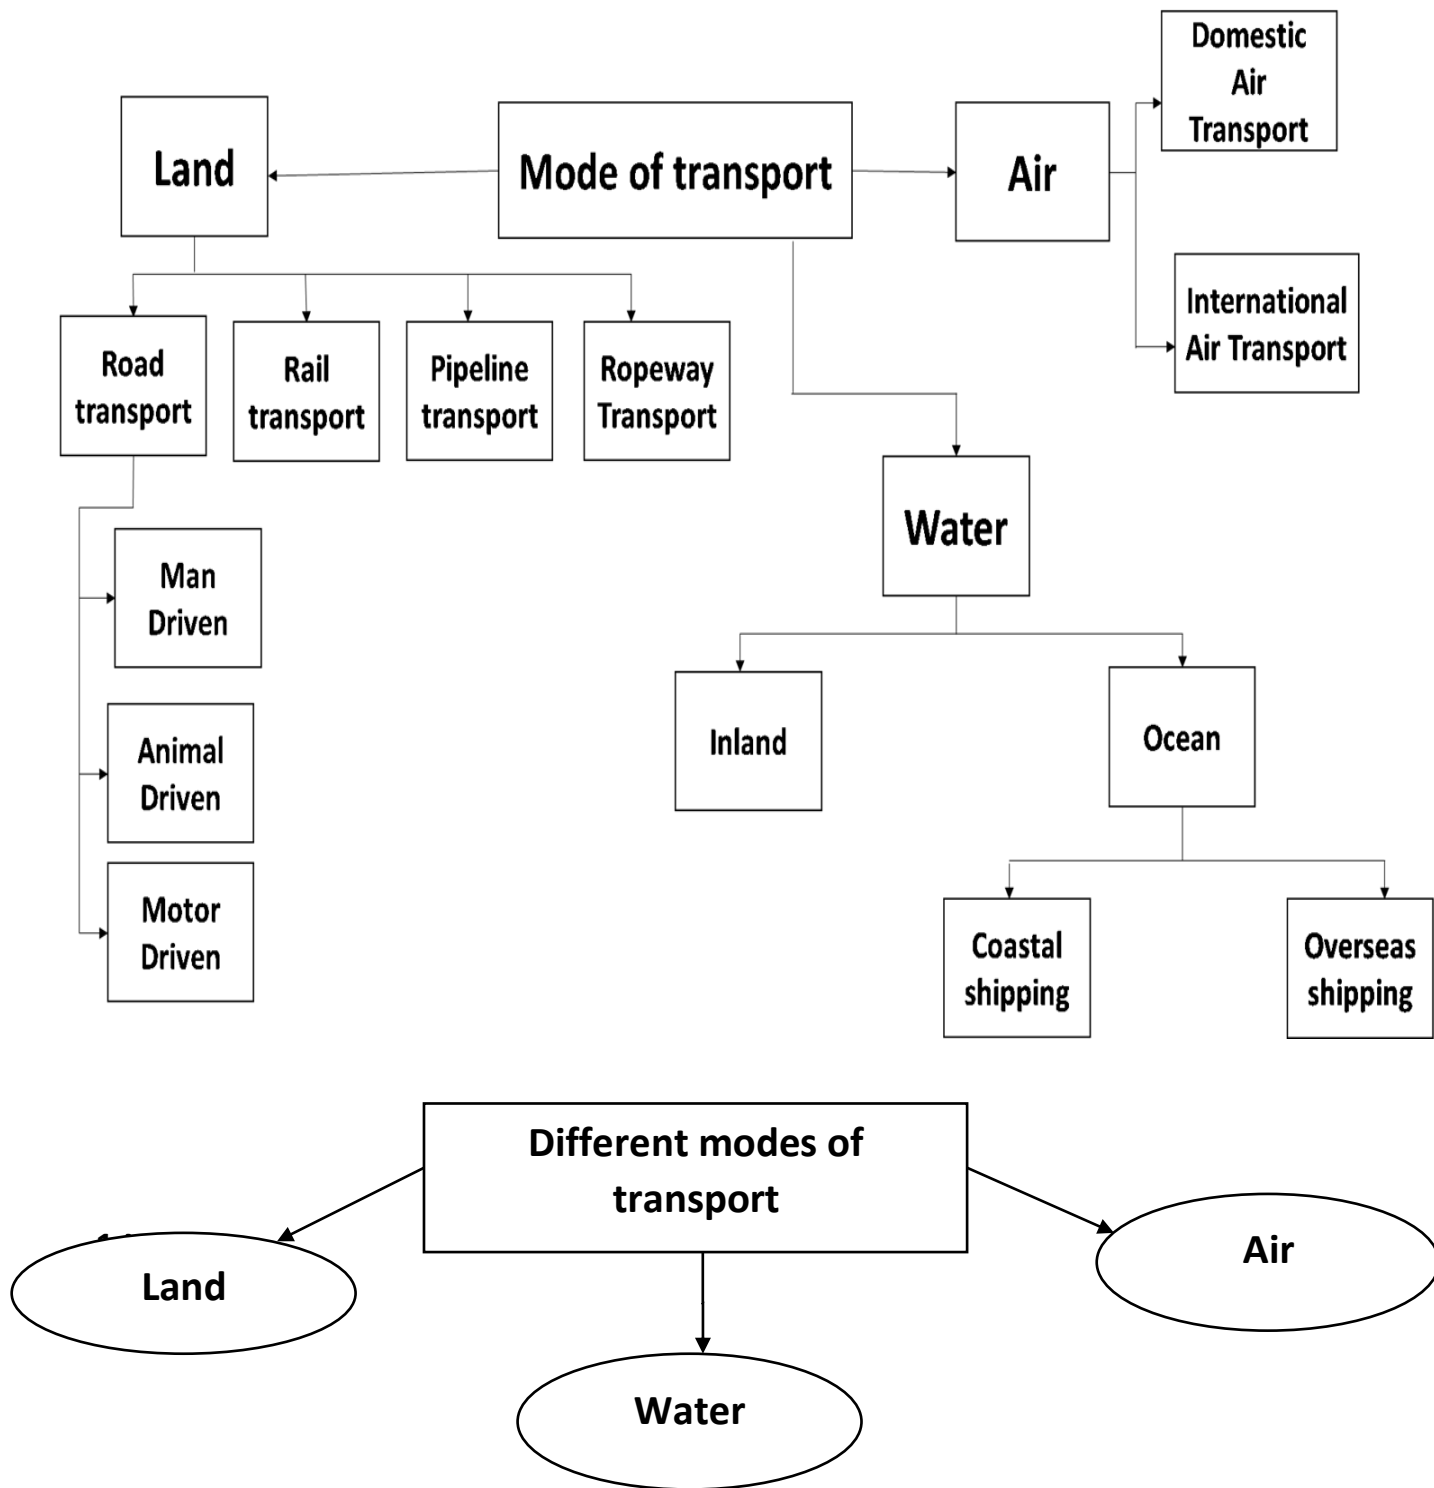 Domestic
Air
Transport
Land
Mode of transport
Air
International
Air Transport
Road
transport
Rail
transport
Pipeline
transport
Ropeway
Transport
Water
Man
Driven
Animal
Driven
Motor
Driven
Inland
Ocean
Coastal
shipping
Overseas
shipping
Different modes of
transport
Land
Air
Water